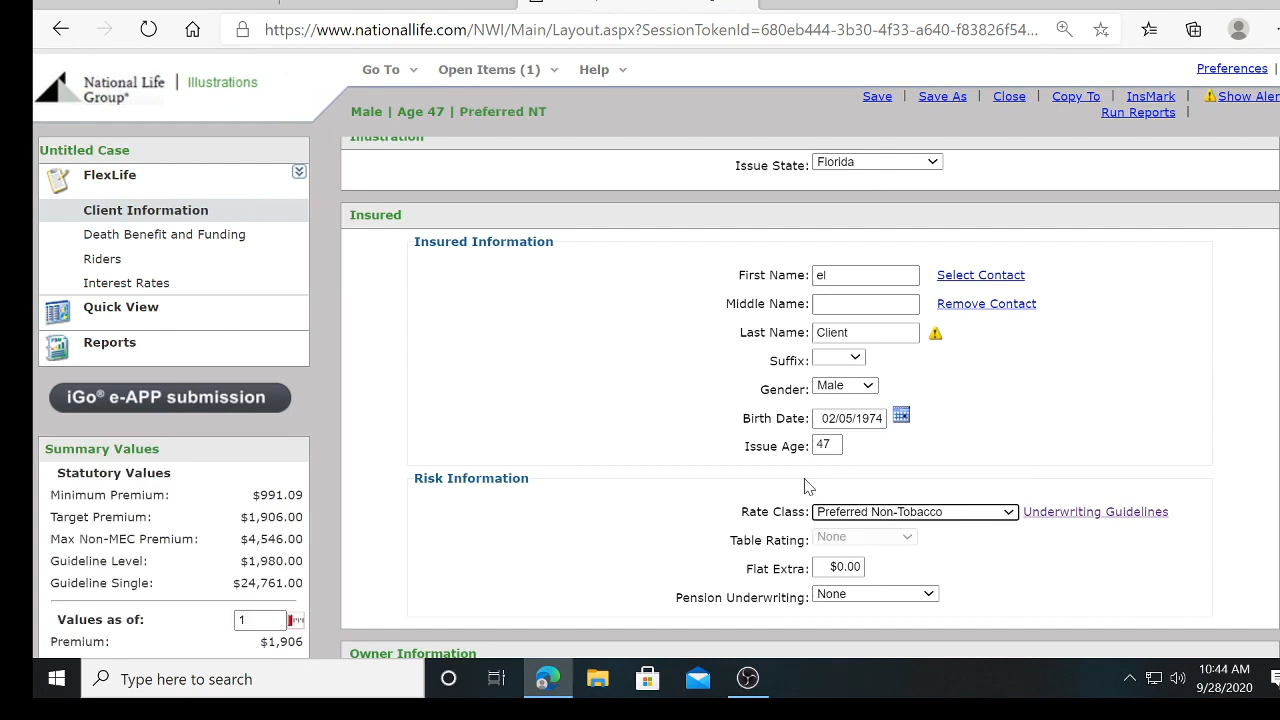 https://www.nationallife.com/NWI/Main/Layout.aspx?SessionTokenId=680eb444-3b30-4f33-a640-f83826f54...
National Life Group® | Illustrations
Go To
Open Items (1)
Help
Preferences |
Male | Age 47 | Preferred NT
Save | Save As | Close | Copy To | InsMark | Show Aler
Run Reports |
Untitled Case
FlexLife
Client Information
Death Benefit and Funding
Riders
Interest Rates
Quick View
Reports
iGo® e-APP submission
Summary Values
Statutory Values
Minimum Premium: $991.09
Target Premium: $1,906.00
Max Non-MEC Premium: $4,546.00
Guideline Level: $1,980.00
Guideline Single: $24,761.00
Values as of: 1
Premium: $1,906
Illustration
Issue State: Florida
Insured
Insured Information
First Name: el Select Contact
Middle Name: Remove Contact
Last Name: Client
Suffix:
Gender: Male
Birth Date: 02/05/1974
Issue Age: 47
Risk Information
Rate Class: Preferred Non-Tobacco Underwriting Guidelines
Table Rating: None
Flat Extra: $0.00
Pension Underwriting: None
Owner Information
Type here to search
10:44 AM
9/28/2020